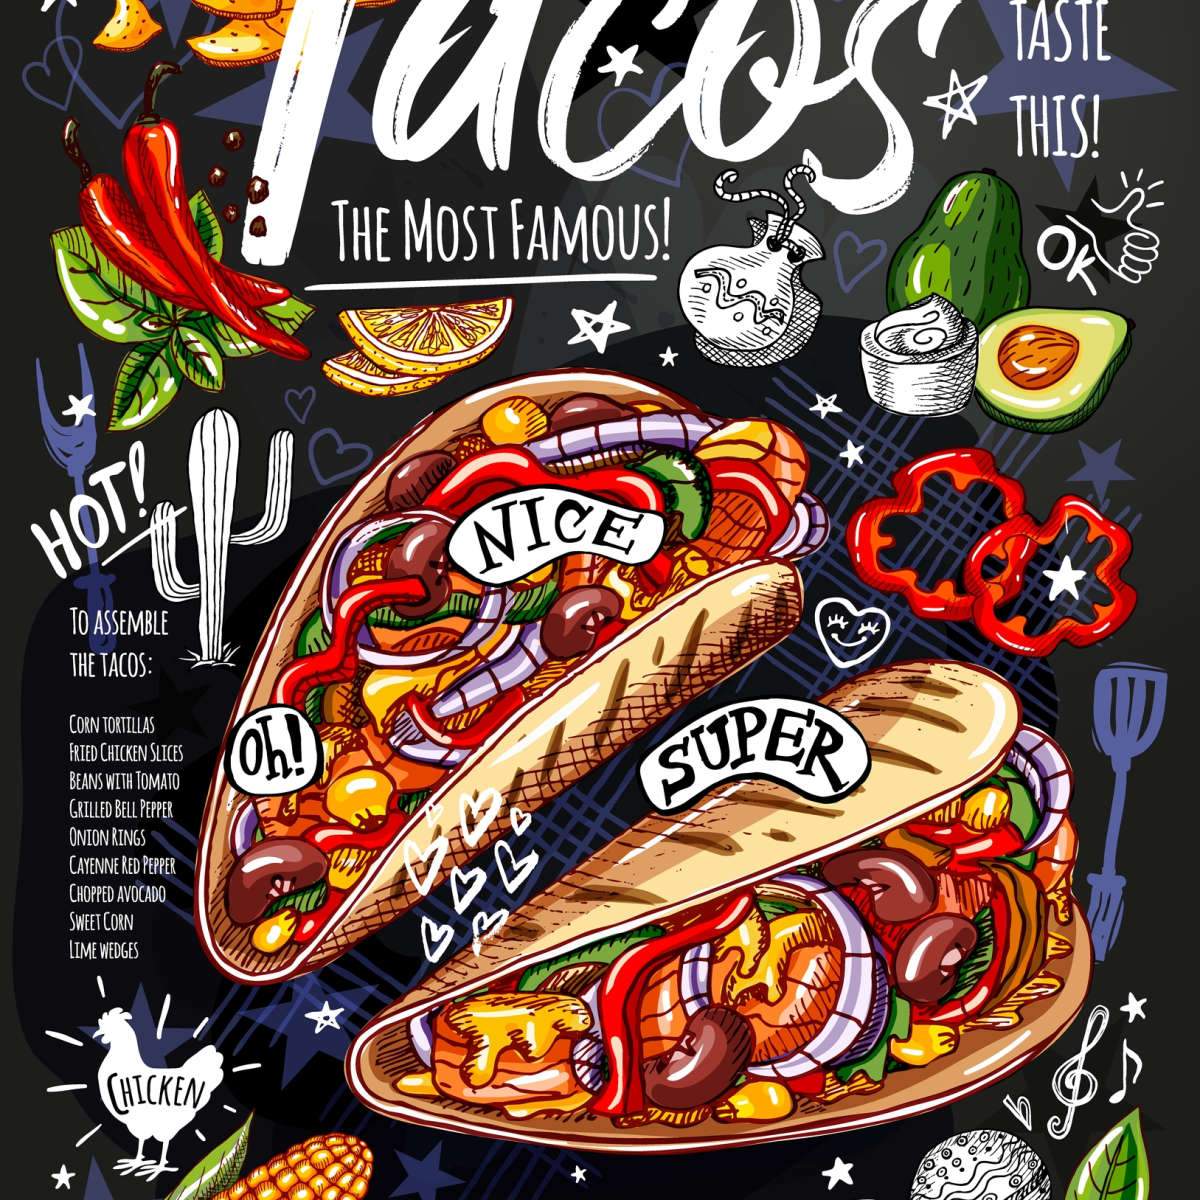 Tacos
TASTE
THIS!
THE MOST FAMOUS!
OK
HOT!
NICE
TO ASSEMBLE
THE TACOS:
SUPER
Oh!
CORN TORTILLAS
FRIED CHICKEN SLICES
BEANS WITH TOMATO
GRILLED BELL PEPPER
ONION RINGS
CAYENNE RED PEPPER
CHOPPED AVOCADO
SWEET CORN
LIME WEDGES
CHICKEN